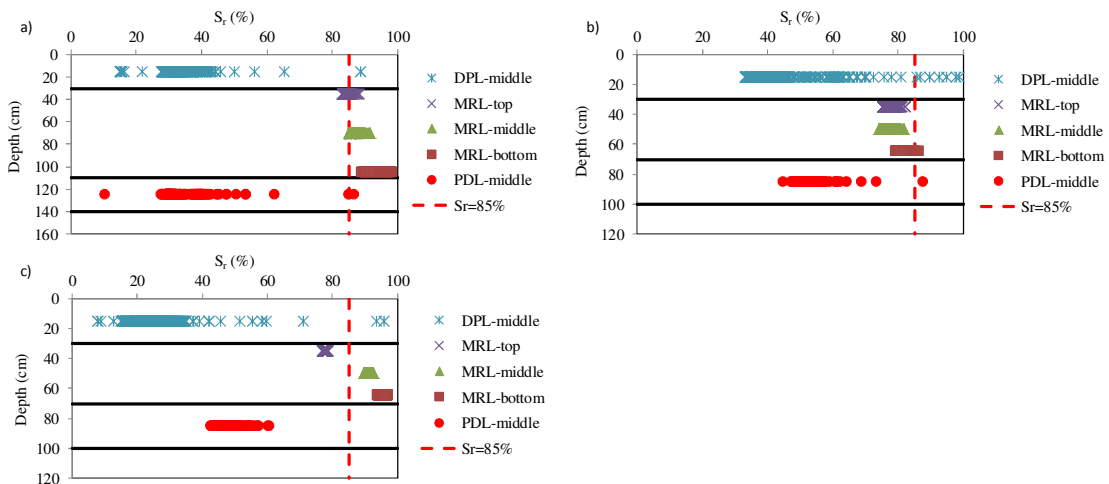 a)
S_r (%)
0 20 40 60 80 100
Depth (cm)
0
20
40
60
80
100
120
140
160
DPL-middle
MRL-top
MRL-middle
MRL-bottom
PDL-middle
Sr=85%
b)
S_r (%)
0 20 40 60 80 100
Depth (cm)
0
20
40
60
80
100
120
DPL-middle
MRL-top
MRL-middle
MRL-bottom
PDL-middle
Sr=85%
c)
S_r (%)
0 20 40 60 80 100
Depth (cm)
0
20
40
60
80
100
120
DPL-middle
MRL-top
MRL-middle
MRL-bottom
PDL-middle
Sr=85%